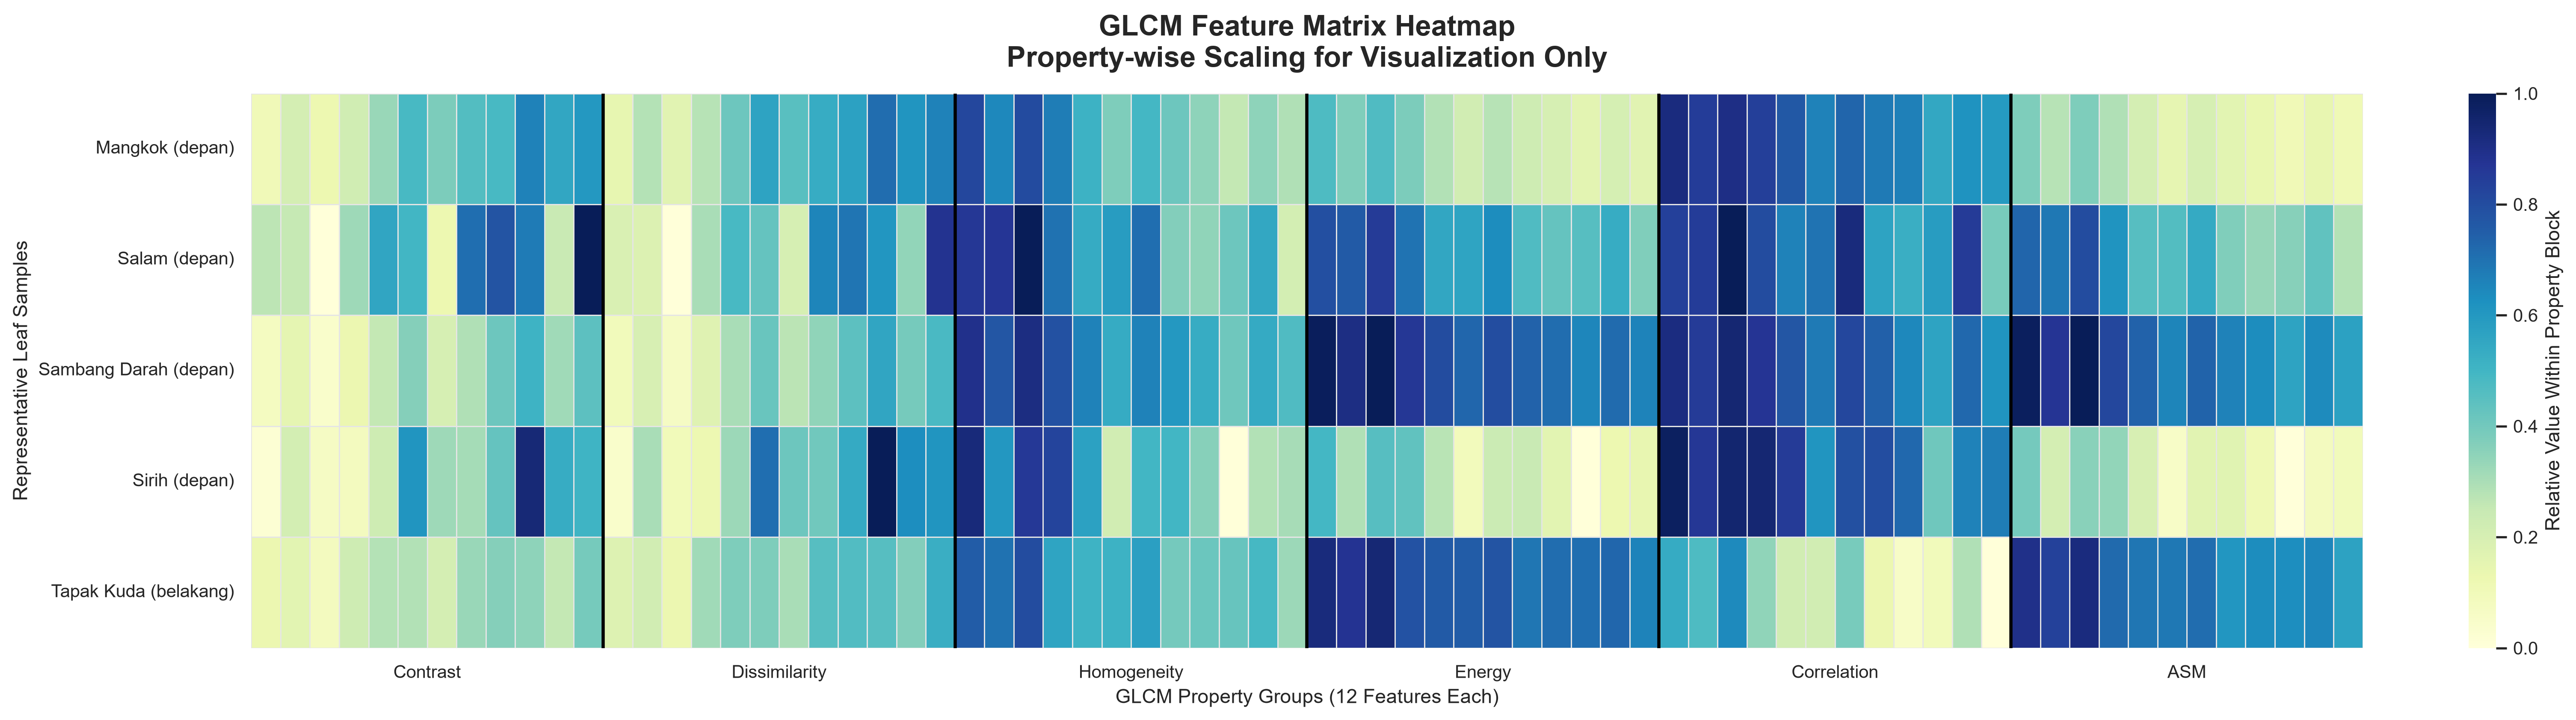 GLCM Feature Matrix Heatmap
Property-wise Scaling for Visualization Only
Representative Leaf Samples
Mangkok (depan)
Salam (depan)
Sambang Darah (depan)
Sirih (depan)
Tapak Kuda (belakang)
Contrast
Dissimilarity
Homogeneity
Energy
Correlation
ASM
GLCM Property Groups (12 Features Each)
1.0
0.8
0.6
0.4
0.2
0.0
Relative Value Within Property Block